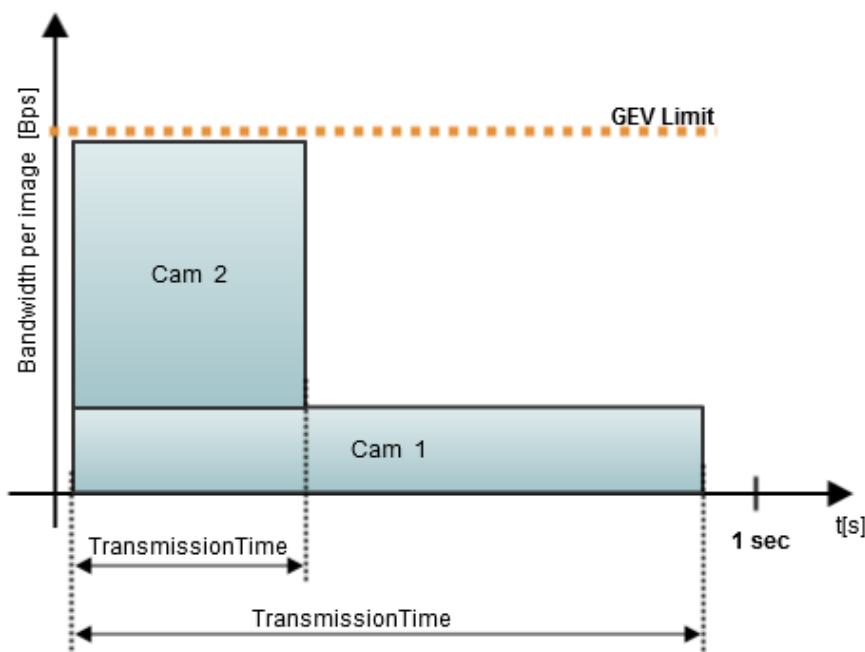 Bandwidth per image [Bps]
GEV Limit
Cam 2
Cam 1
t[s]
1 sec
TransmissionTime
TransmissionTime